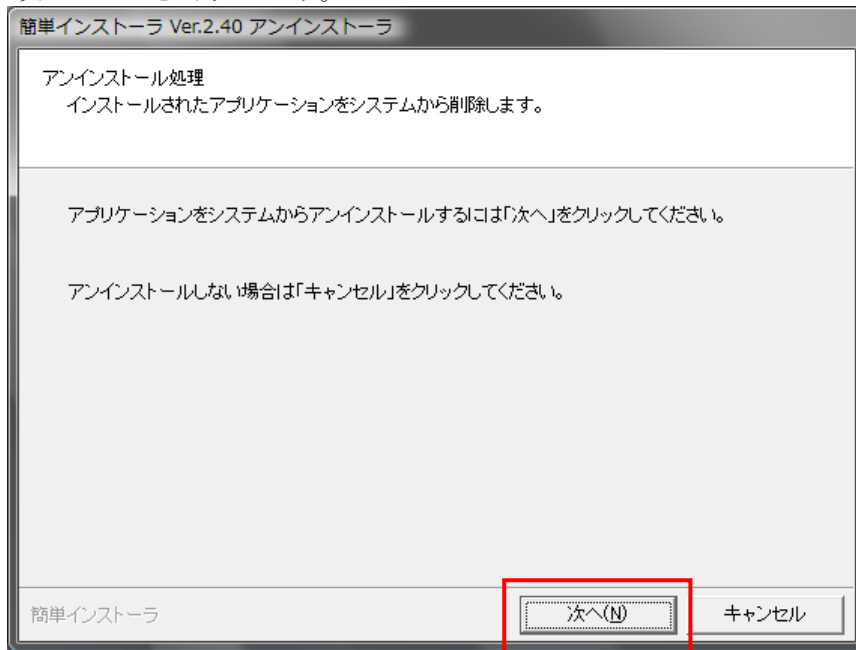 簡単インストーラ Ver.2.40 アンインストーラ
アンインストール処理
インストールされたアプリケーションをシステムから削除します。
アプリケーションをシステムからアンインストールするには「次へ」をクリックしてください。
アンインストールしない場合は「キャンセル」をクリックしてください。
簡単インストーラ
次へ(N)
キャンセル